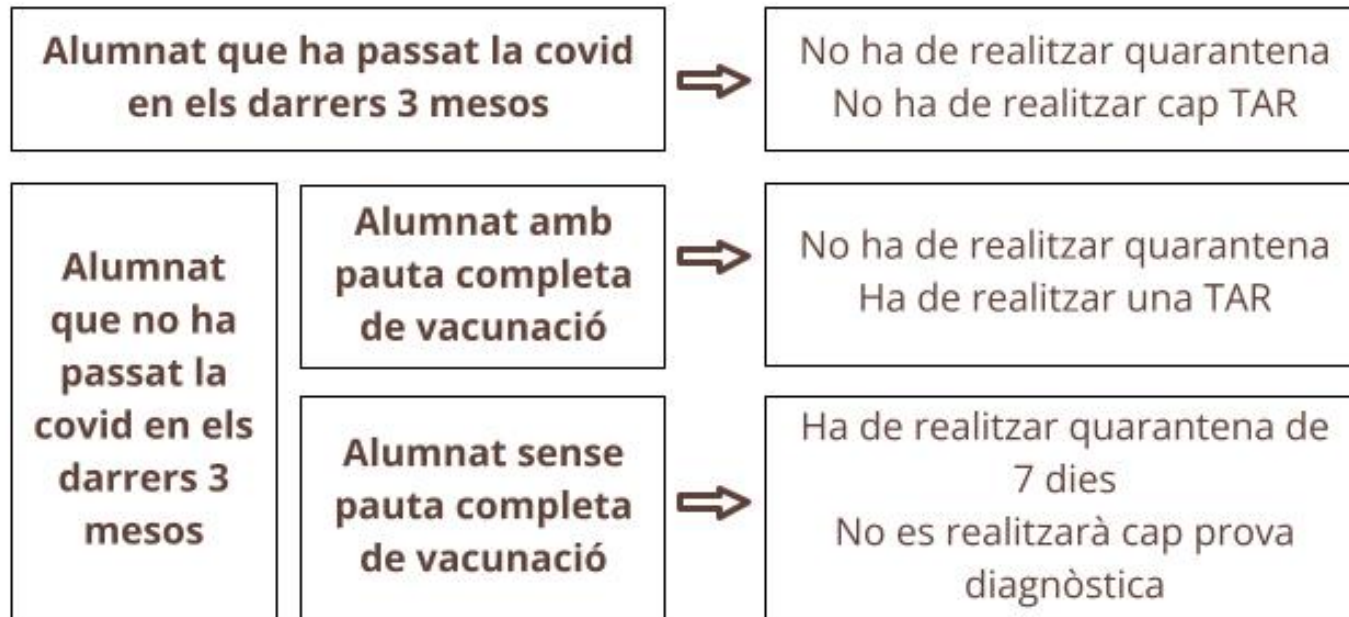 Alumnat que ha passat la covid
en els darrers 3 mesos
No ha de realitzar quarantena
No ha de realitzar cap TAR
Alumnat
que no ha
passat la
covid en els
darrers 3
mesos
Alumnat amb
pauta completa
de vacunació
No ha de realitzar quarantena
Ha de realitzar una TAR
Alumnat sense
pauta completa
de vacunació
Ha de realitzar quarantena de
7 dies
No es realitzarà cap prova
diagnòstica